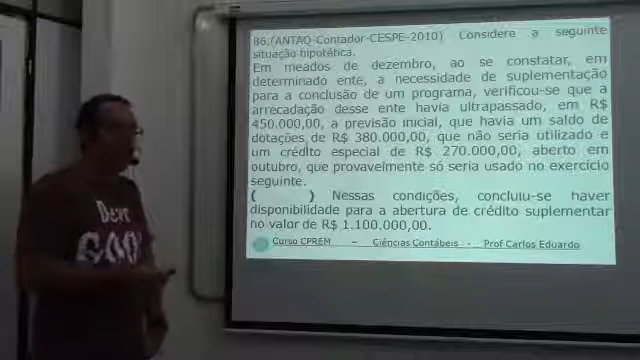 86.(ANTAQ-Contador-CESPE-2010) Considere a seguinte
situação hipotética.
Em meados de dezembro, ao se constatar, em
determinado ente, a necessidade de suplementação
para a conclusão de um programa, verificou-se que a
arrecadação desse ente havia ultrapassado, em R$
450.000,00, a previsão inicial, que havia um saldo de
dotações de R$ 380.000,00, que não seria utilizado e
um crédito especial de R$ 270.000,00, aberto em
outubro, que provavelmente só seria usado no exercício
seguinte.
( ) Nessas condições, concluiu-se haver
disponibilidade para a abertura de crédito suplementar
no valor de R$ 1.100.000,00.
Curso CPREM - Ciências Contábeis - Prof Carlos Eduardo